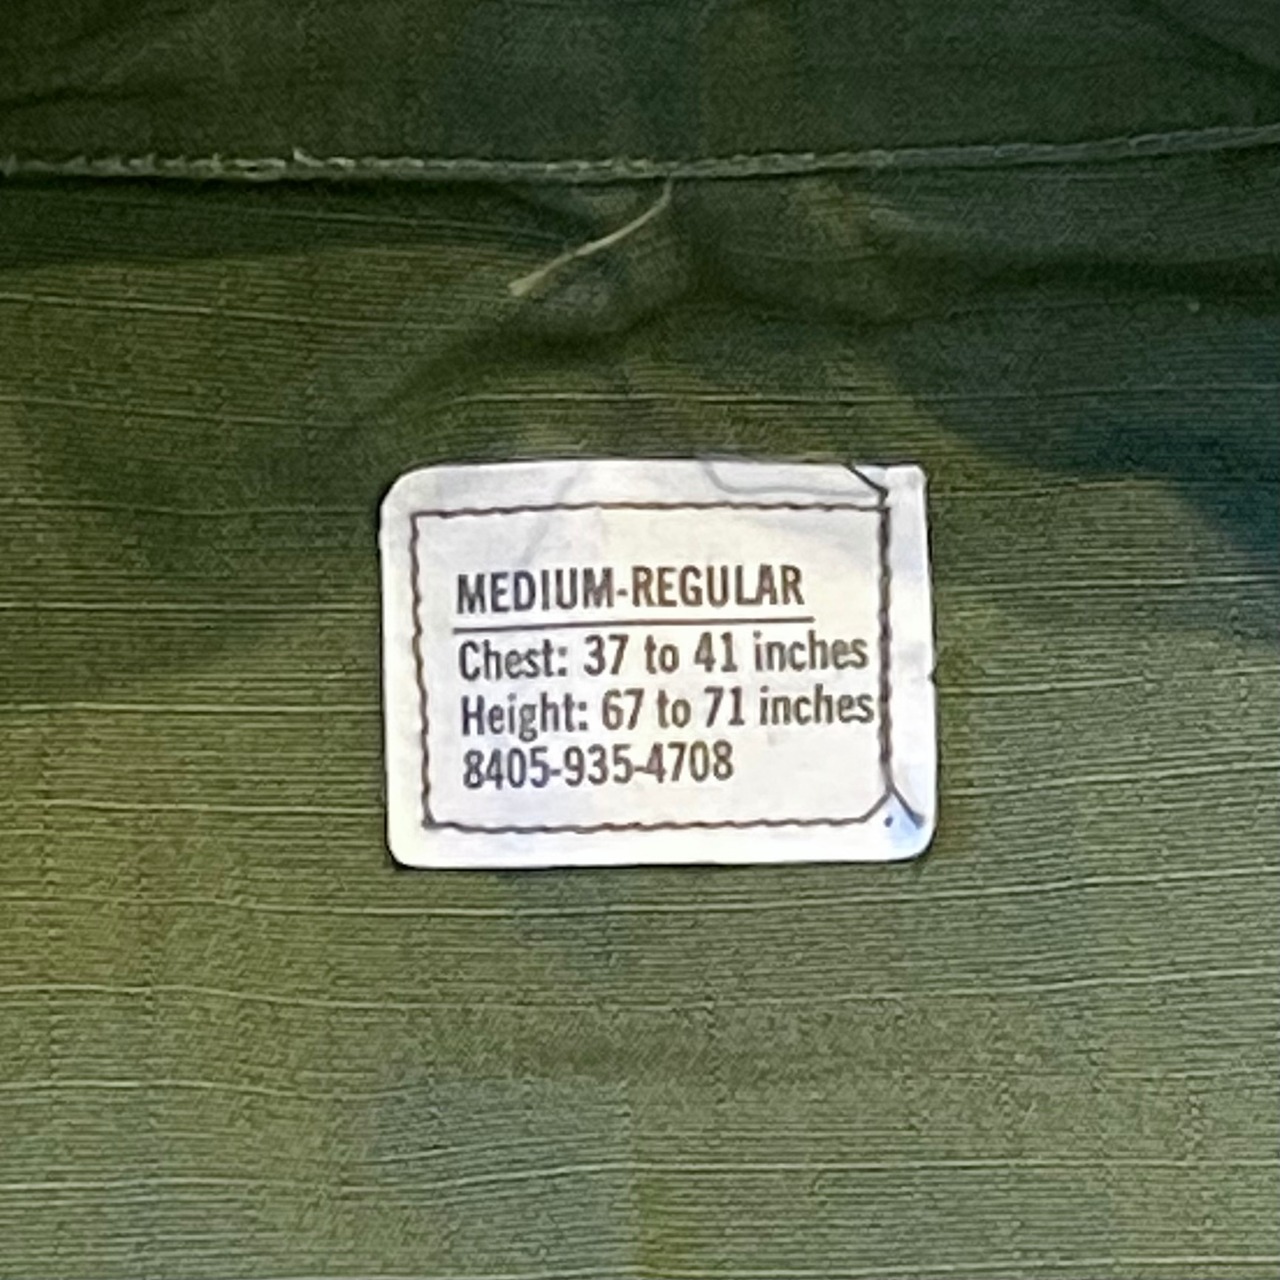 MEDIUM-REGULAR
Chest: 37 to 41 inches
Height: 67 to 71 inches
8405-935-4708